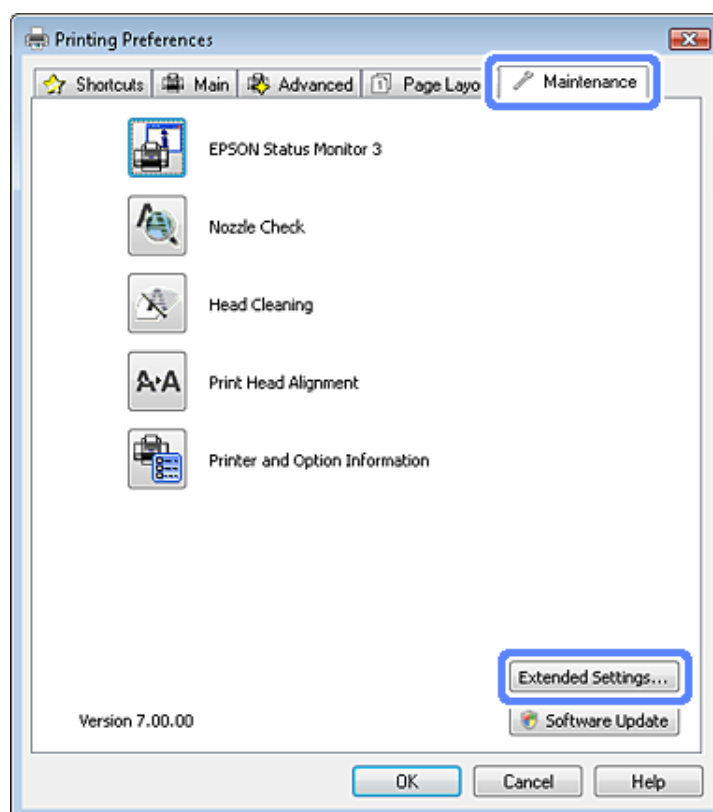 Printing Preferences
Shortcuts Main Advanced 1 Page Layo Maintenance
EPSON Status Monitor 3
Nozzle Check
Head Cleaning
A A
Print Head Alignment
Printer and Option Information
Extended Settings...
Version 7.00.00 Software Update
OK Cancel Help